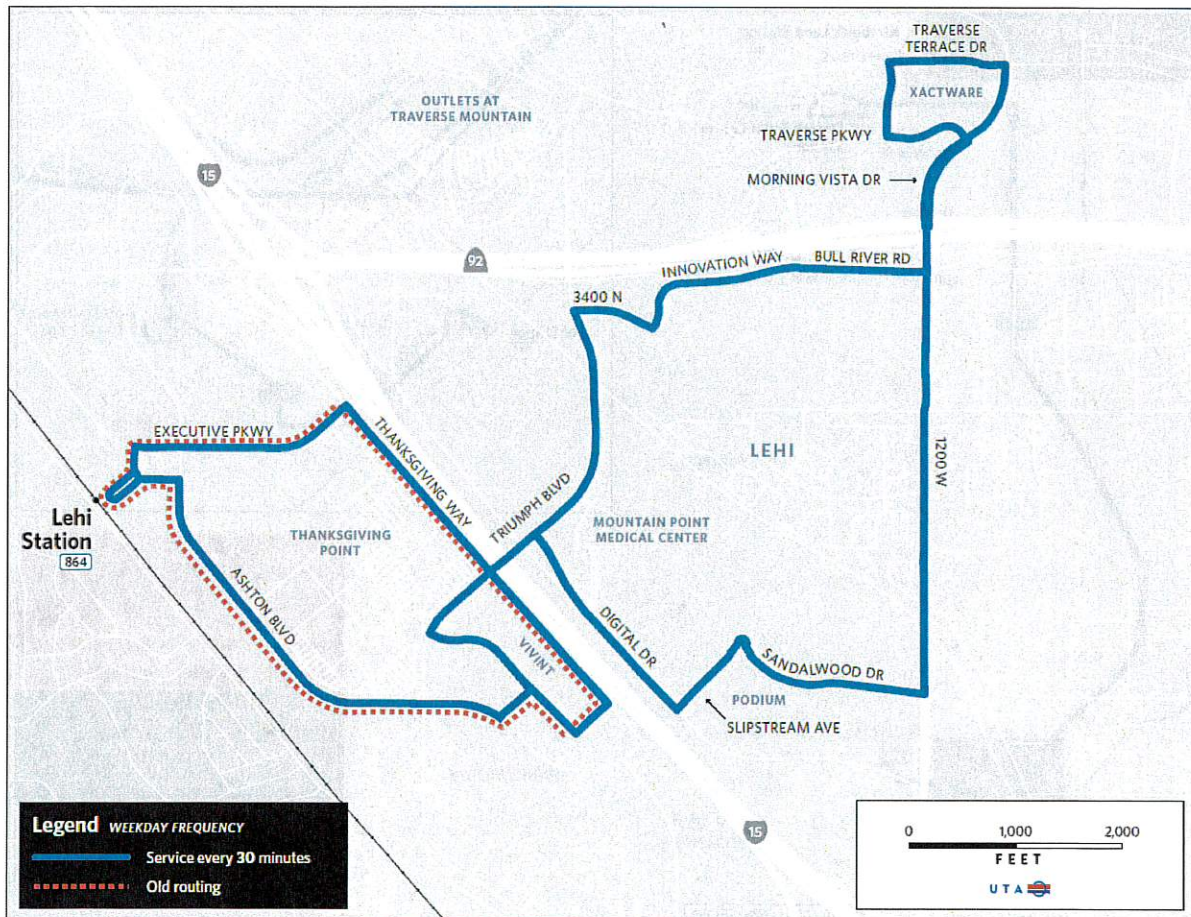 TRAVERSE
TERRACE DR
XACTWARE
OUTLETS AT
TRAVERSE MOUNTAIN
TRAVERSE PKWY
15
MORNING VISTA DR
92
INNOVATION WAY
BULL RIVER RD
3400 N
EXECUTIVE PKWY
THANKSGIVING WAY
1200 W
LEHI
TRIUMPH BLVD
Lehi
Station
864
THANKSGIVING
POINT
MOUNTAIN POINT
MEDICAL CENTER
ASHTON BLVD
DIGITAL DR
VIVINT
SANDALWOOD DR
PODIUM
SLIPSTREAM AVE
Legend WEEKDAY FREQUENCY
Service every 30 minutes
Old routing
15
0 1,000 2,000
FEET
UTA